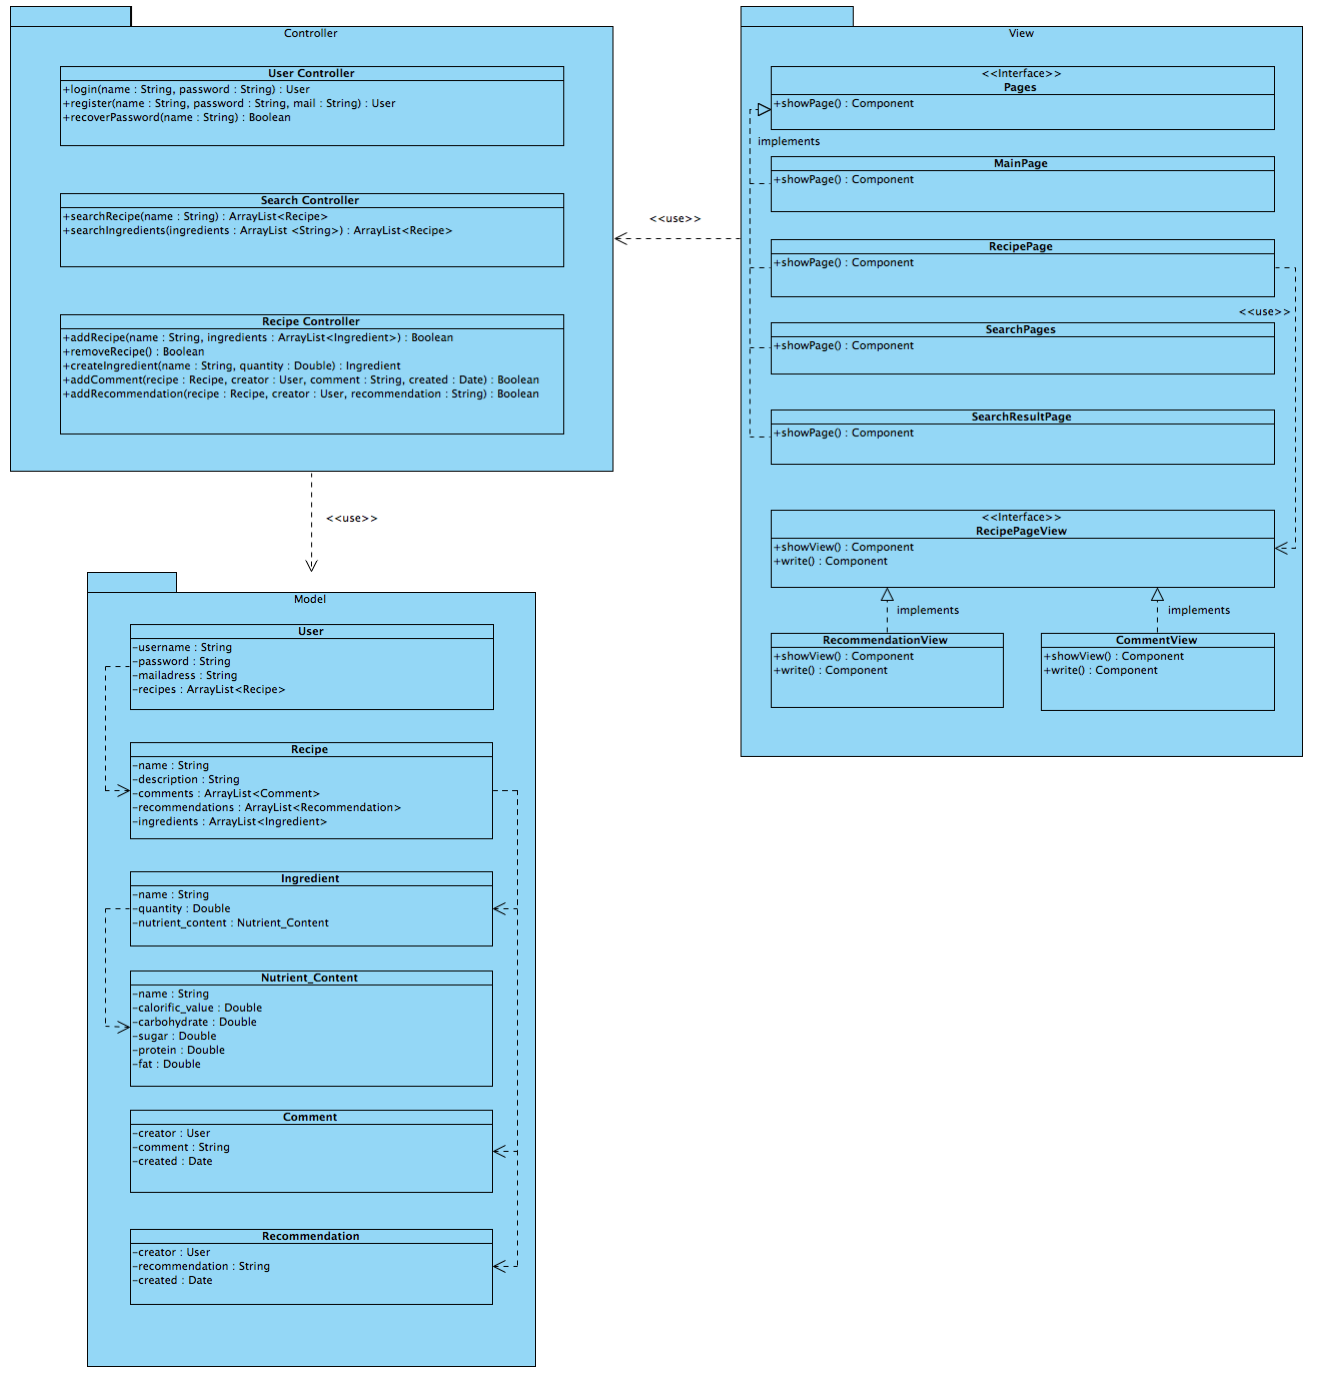 Controller
User Controller
+login(name : String, password : String) : User
+register(name : String, password : String, mail : String) : User
+recoverPassword(name : String) : Boolean
Search Controller
+searchRecipe(name : String) : ArrayList<Recipe>
+searchIngredients(ingredients : ArrayList <String>) : ArrayList<Recipe>
Recipe Controller
+addRecipe(name : String, ingredients : ArrayList<Ingredient>) : Boolean
+removeRecipe() : Boolean
+createIngredient(name : String, quantity : Double) : Ingredient
+addComment(recipe : Recipe, creator : User, comment : String, created : Date) : Boolean
+addRecommendation(recipe : Recipe, creator : User, recommendation : String) : Boolean
<<use>>
View
<<Interface>>
Pages
+showPage() : Component
implements
MainPage
+showPage() : Component
RecipePage
+showPage() : Component
<<use>>
SearchPages
+showPage() : Component
SearchResultPage
+showPage() : Component
<<Interface>>
RecipePageView
+showView() : Component
+write() : Component
implements
implements
RecommendationView
+showView() : Component
+write() : Component
CommentView
+showView() : Component
+write() : Component
<<use>>
Model
User
-username : String
-password : String
-mailadress : String
-recipes : ArrayList<Recipe>
Recipe
-name : String
-description : String
-comments : ArrayList<Comment>
-recommendations : ArrayList<Recommendation>
-ingredients : ArrayList<Ingredient>
Ingredient
-name : String
-quantity : Double
-nutrient_content : Nutrient_Content
Nutrient_Content
-name : String
-calorific_value : Double
-carbohydrate : Double
-sugar : Double
-protein : Double
-fat : Double
Comment
-creator : User
-comment : String
-created : Date
Recommendation
-creator : User
-recommendation : String
-created : Date